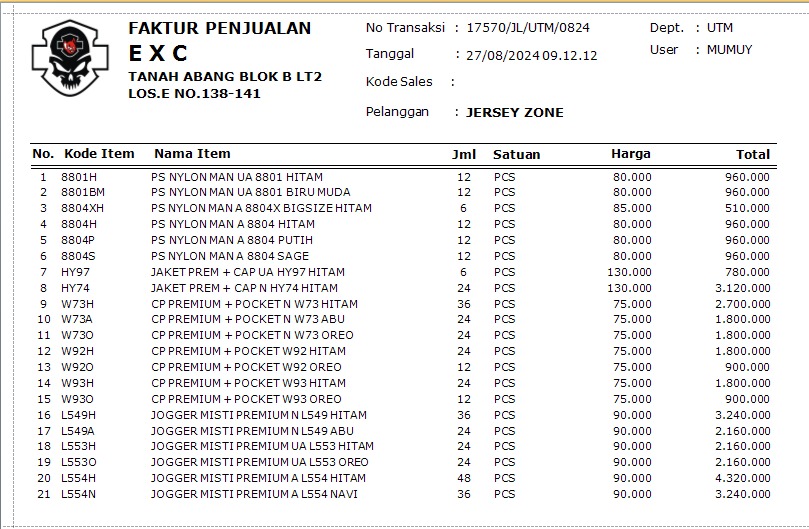 FAKTUR PENJUALAN
E X C
TANAH ABANG BLOK B LT2
LOS.E NO.138-141
No Transaksi : 17570/JL/UTM/0824
Tanggal : 27/08/2024 09.12.12
Kode Sales :
Pelanggan : JERSEY ZONE
Dept. : UTM
User : MUMUY
No. Kode Item Nama Item Jml Satuan Harga Total
1 8801H PS NYLON MAN UA 8801 HITAM 12 PCS 80.000 960.000
2 8801BM PS NYLON MAN UA 8801 BIRU MUDA 12 PCS 80.000 960.000
3 8804XH PS NYLON MAN A 8804X BIGSIZE HITAM 6 PCS 85.000 510.000
4 8804H PS NYLON MAN A 8804 HITAM 12 PCS 80.000 960.000
5 8804P PS NYLON MAN A 8804 PUTIH 12 PCS 80.000 960.000
6 8804S PS NYLON MAN A 8804 SAGE 12 PCS 80.000 960.000
7 HY97 JAKET PREM + CAP UA HY97 HITAM 6 PCS 130.000 780.000
8 HY74 JAKET PREM + CAP N HY74 HITAM 24 PCS 130.000 3.120.000
9 W73H CP PREMIUM + POCKET N W73 HITAM 36 PCS 75.000 2.700.000
10 W73A CP PREMIUM + POCKET N W73 ABU 24 PCS 75.000 1.800.000
11 W73O CP PREMIUM + POCKET N W73 OREO 24 PCS 75.000 1.800.000
12 W92H CP PREMIUM + POCKET W92 HITAM 24 PCS 75.000 1.800.000
13 W92O CP PREMIUM + POCKET W92 OREO 12 PCS 75.000 900.000
14 W93H CP PREMIUM + POCKET W93 HITAM 24 PCS 75.000 1.800.000
15 W93O CP PREMIUM + POCKET W93 OREO 12 PCS 75.000 900.000
16 L549H JOGGER MISTI PREMIUM N L549 HITAM 36 PCS 90.000 3.240.000
17 L549A JOGGER MISTI PREMIUM N L549 ABU 24 PCS 90.000 2.160.000
18 L553H JOGGER MISTI PREMIUM UA L553 HITAM 24 PCS 90.000 2.160.000
19 L553O JOGGER MISTI PREMIUM UA L553 OREO 24 PCS 90.000 2.160.000
20 L554H JOGGER MISTI PREMIUM A L554 HITAM 48 PCS 90.000 4.320.000
21 L554N JOGGER MISTI PREMIUM A L554 NAVI 36 PCS 90.000 3.240.000